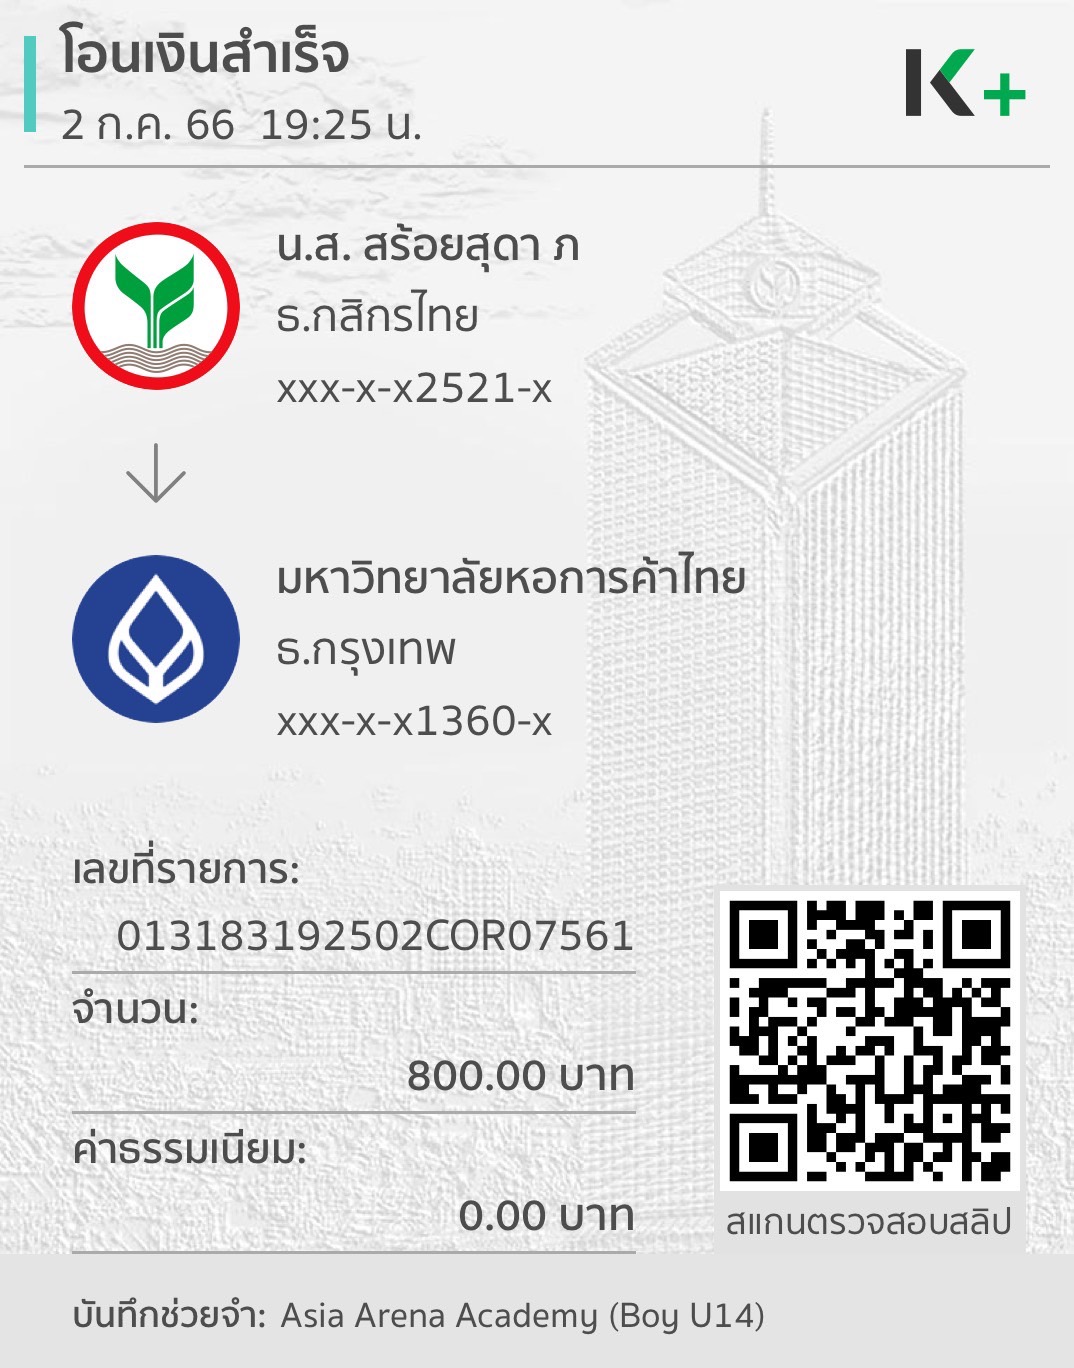 โอนเงินสำเร็จ
2 ก.ค. 66 19:25 น.
K+
น.ส. สร้อยสุดา ภ
ธ.กสิกรไทย
xxx-x-x2521-x
มหาวิทยาลัยหอการค้าไทย
ธ.กรุงเทพ
xxx-x-x1360-x
เลขที่รายการ:
013183192502COR07561
จำนวน:
800.00 บาท
ค่าธรรมเนียม:
0.00 บาท
สแกนตรวจสอบสลิป
บันทึกช่วยจำ: Asia Arena Academy (Boy U14)